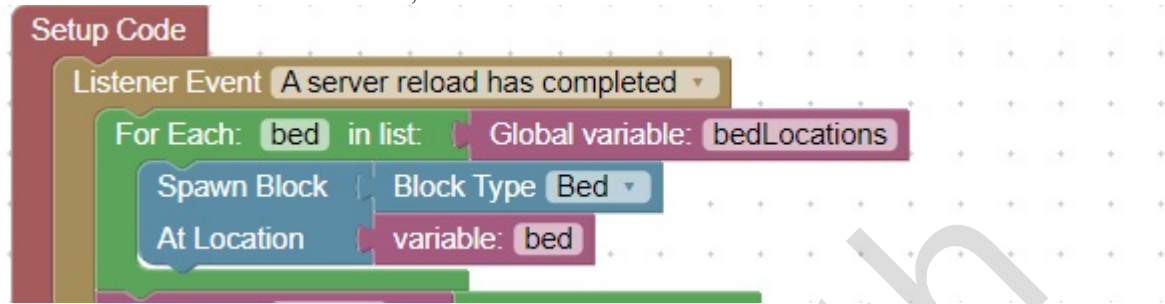 Setup Code
Listener Event A server reload has completed
For Each: bed in list: Global variable: bedLocations
Spawn Block Block Type Bed
At Location variable: bed